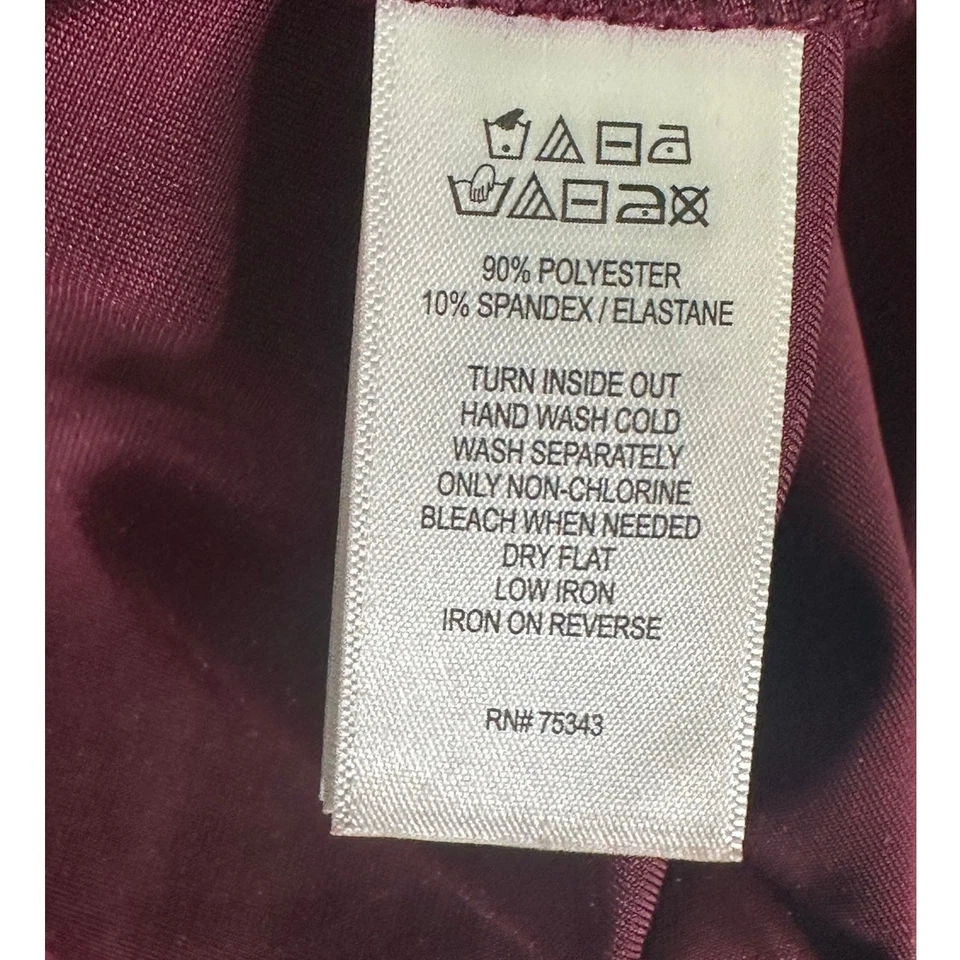 90% POLYESTER
10% SPANDEX / ELASTANE
TURN INSIDE OUT
HAND WASH COLD
WASH SEPARATELY
ONLY NON-CHLORINE
BLEACH WHEN NEEDED
DRY FLAT
LOW IRON
IRON ON REVERSE
RN# 75343